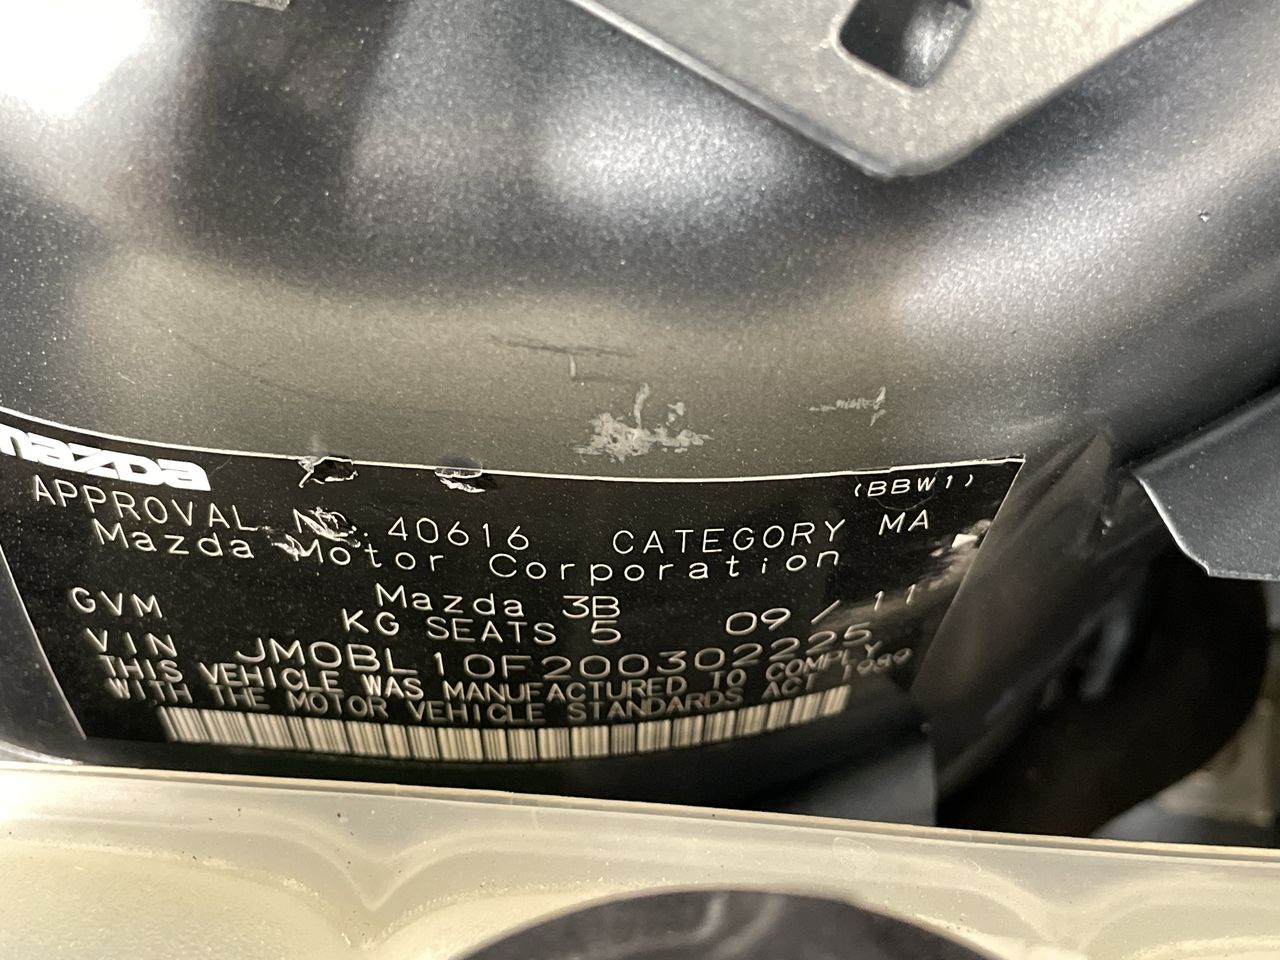 mazda
(BBW1)
APPROVAL NO. 40616 CATEGORY MA
Mazda Motor Corporation
Mazda 3B 09/11
GVM KG SEATS 5
VIN JM0BL10F200302225
THIS VEHICLE WAS MANUFACTURED TO COMPLY
WITH THE MOTOR VEHICLE STANDARDS ACT 1989